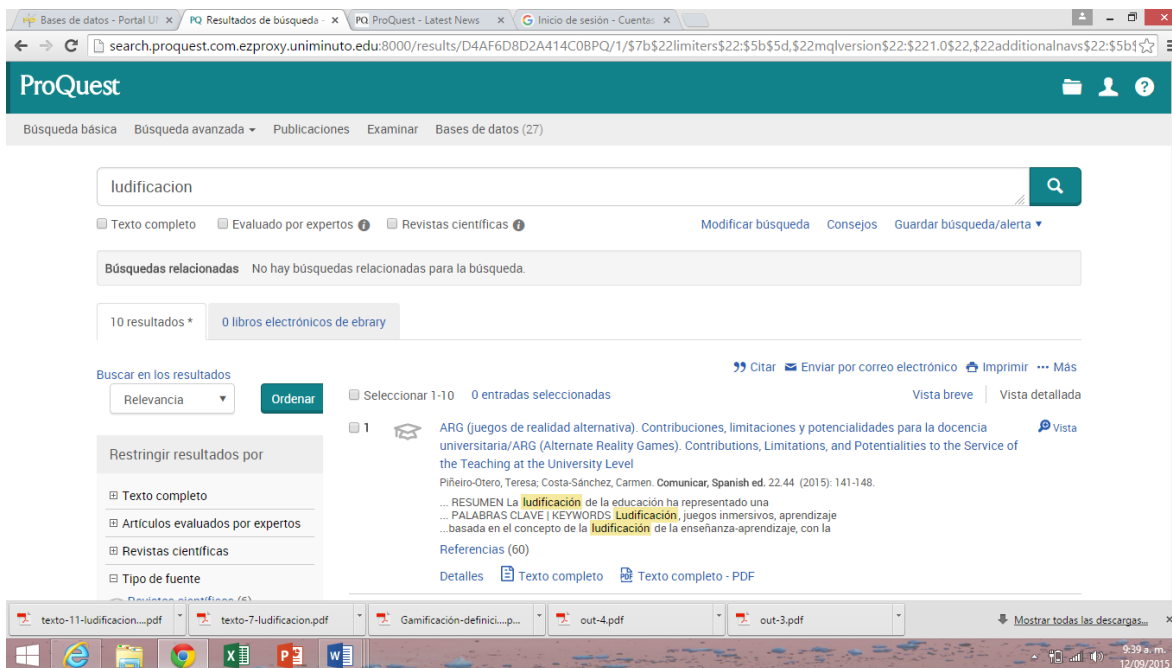 Bases de datos - Portal UN
PQ Resultados de búsqueda -
PQ ProQuest - Latest News
G Inicio de sesión - Cuentas
search.proquest.com.ezproxy.uniminuto.edu:8000/results/D4AF6D8D2A414C0BPQ/1/$7b$22limiters$22:$5b$5d,$22mqlversion$22:$221.0$22,$22additionalnavs$22:$5b$
ProQuest
Búsqueda básica Búsqueda avanzada Publicaciones Examinar Bases de datos (27)
ludificacion
Texto completo Evaluado por expertos Revistas científicas Modificar búsqueda Consejos Guardar búsqueda/alerta
Búsquedas relacionadas No hay búsquedas relacionadas para la búsqueda.
10 resultados * 0 libros electrónicos de ebrary
Citar Enviar por correo electrónico Imprimir ••• Más
Buscar en los resultados
Relevancia Ordenar
Seleccionar 1-10 0 entradas seleccionadas Vista breve Vista detallada
Restringir resultados por
Texto completo
Artículos evaluados por expertos
Revistas científicas
Tipo de fuente
Revistas científicas (6)
1 ARG (juegos de realidad alternativa). Contribuciones, limitaciones y potencialidades para la docencia Vista
universitaria/ARG (Alternate Reality Games). Contributions, Limitations, and Potentialities to the Service of
the Teaching at the University Level
Piñeiro-Otero, Teresa; Costa-Sánchez, Carmen. Comunicar, Spanish ed. 22.44 (2015): 141-148.
... RESUMEN La ludificación de la educación ha representado una
... PALABRAS CLAVE | KEYWORDS Ludificación, juegos inmersivos, aprendizaje
...basada en el concepto de la ludificación de la enseñanza-aprendizaje, con la
Referencias (60)
Detalles Texto completo Texto completo - PDF
texto-11-ludificacion....pdf texto-7-ludificacion.pdf Gamificación-definici....p... out-4.pdf out-3.pdf Mostrar todas las descargas...
9:39 a. m.
12/09/2015